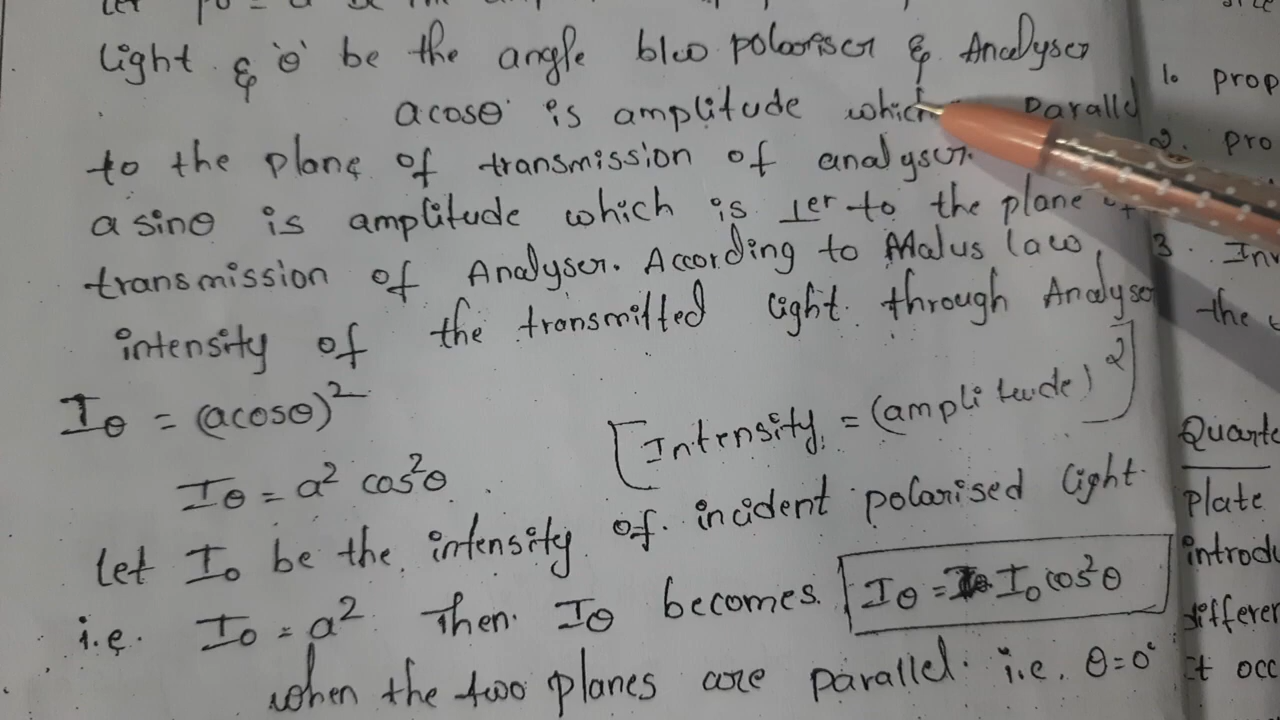 light & 'θ' be the angle blw polariser & Analyser
acosθ is amplitude which parallel
to the plane of transmission of analyser.
a sinθ is amplitude which is ⊥er to the plane of
transmission of Analyser. According to Malus law,
intensity of the transmitted light through Analyser
Iθ = (acosθ)²
[Intensity = (amplitude)²]
Iθ = a² cos²θ
Let I₀ be the intensity of incident polarised light
i.e. I₀ = a² Then Iθ becomes Iθ = I₀ cos²θ
when the two planes are parallel i.e. θ=0°
1. prop
2. pro
3. Inv
the
Quarte
plate
introdu
differen
It occ